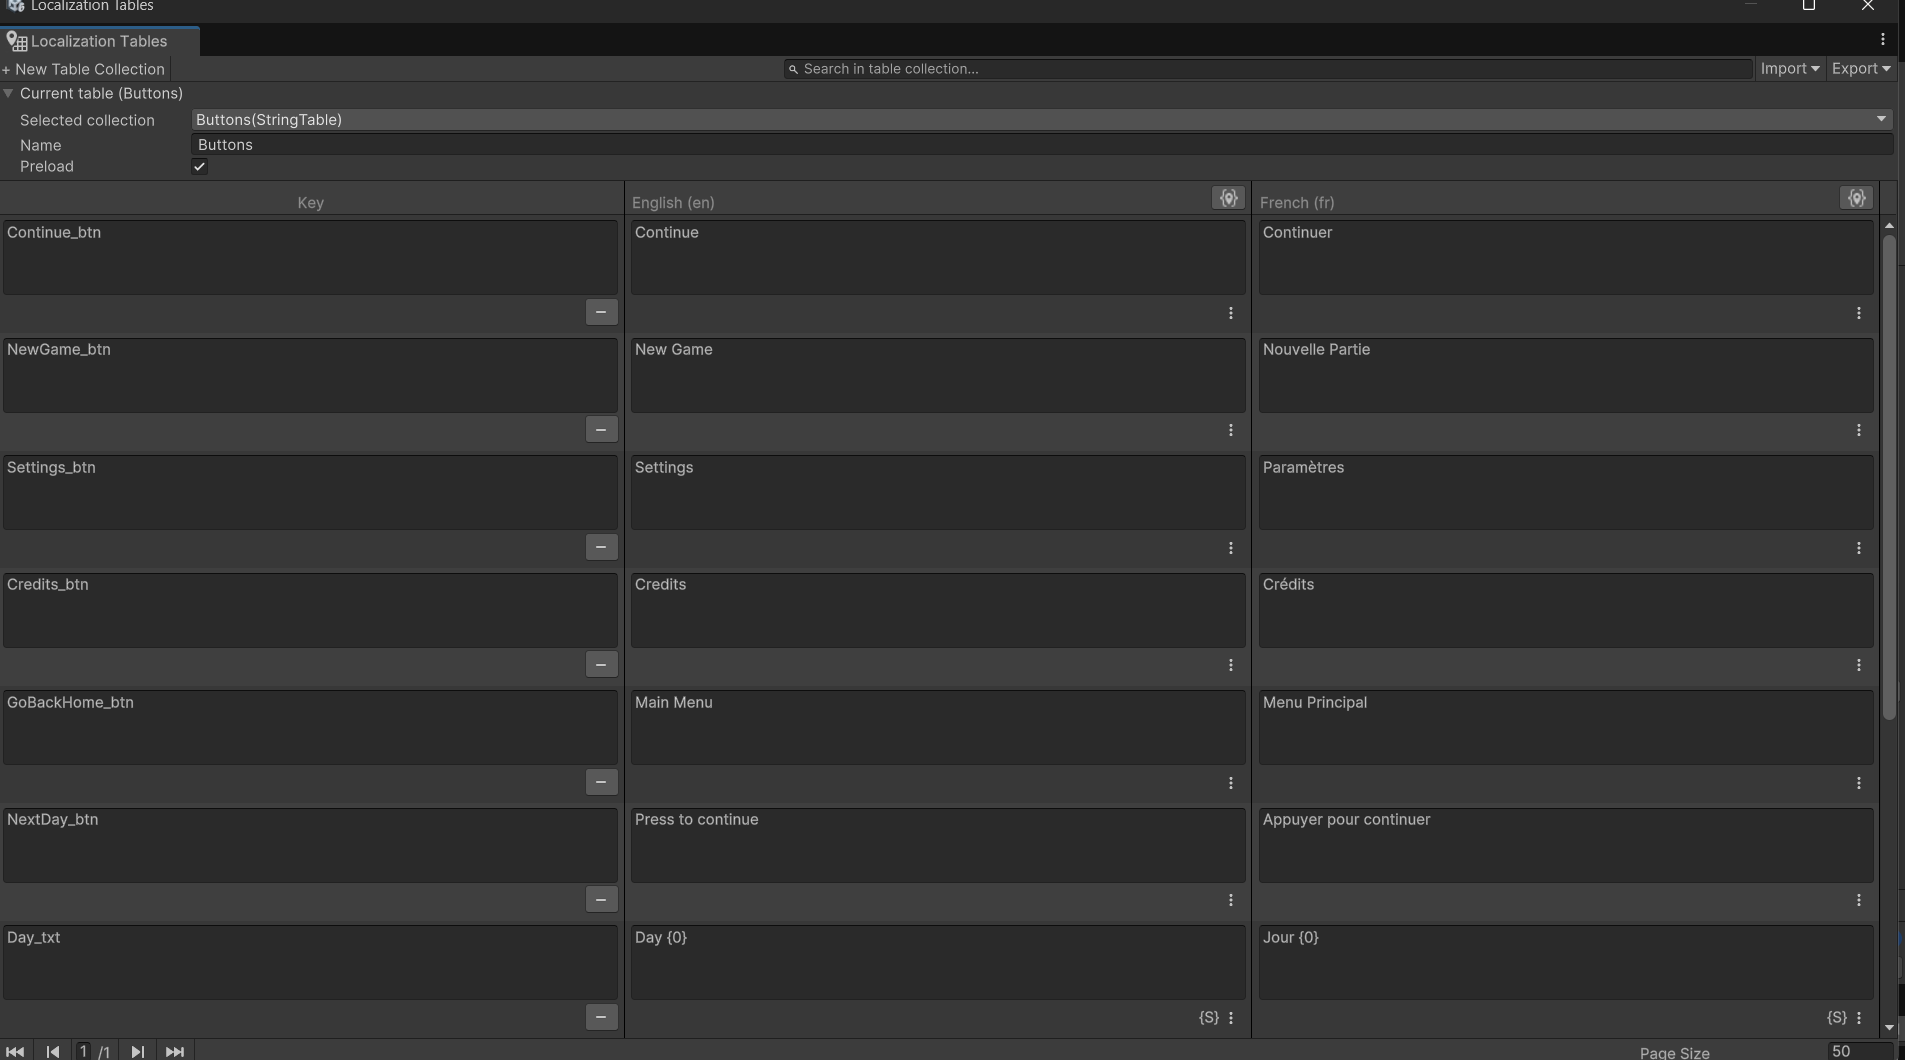 Localization Tables
Localization Tables
+ New Table Collection
Search in table collection...
Import
Export
Current table (Buttons)
Selected collection
Buttons(StringTable)
Name
Buttons
Preload
Key
English (en)
French (fr)
Continue_btn
Continue
Continuer
NewGame_btn
New Game
Nouvelle Partie
Settings_btn
Settings
Paramètres
Credits_btn
Credits
Crédits
GoBackHome_btn
Main Menu
Menu Principal
NextDay_btn
Press to continue
Appuyer pour continuer
Day_txt
Day {0}
Jour {0}
{S}
{S}
1 /1
Page Size
50